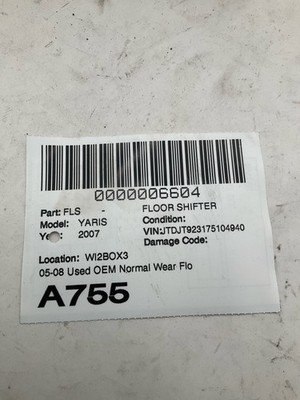 0000006604
Part: FLS - FLOOR SHIFTER
Model: YARIS Condition:
Ye 2007 VIN:JTDJT923175104940
Damage Code:
Location: WI2BOX3
05-08 Used OEM Normal Wear Flo
A755